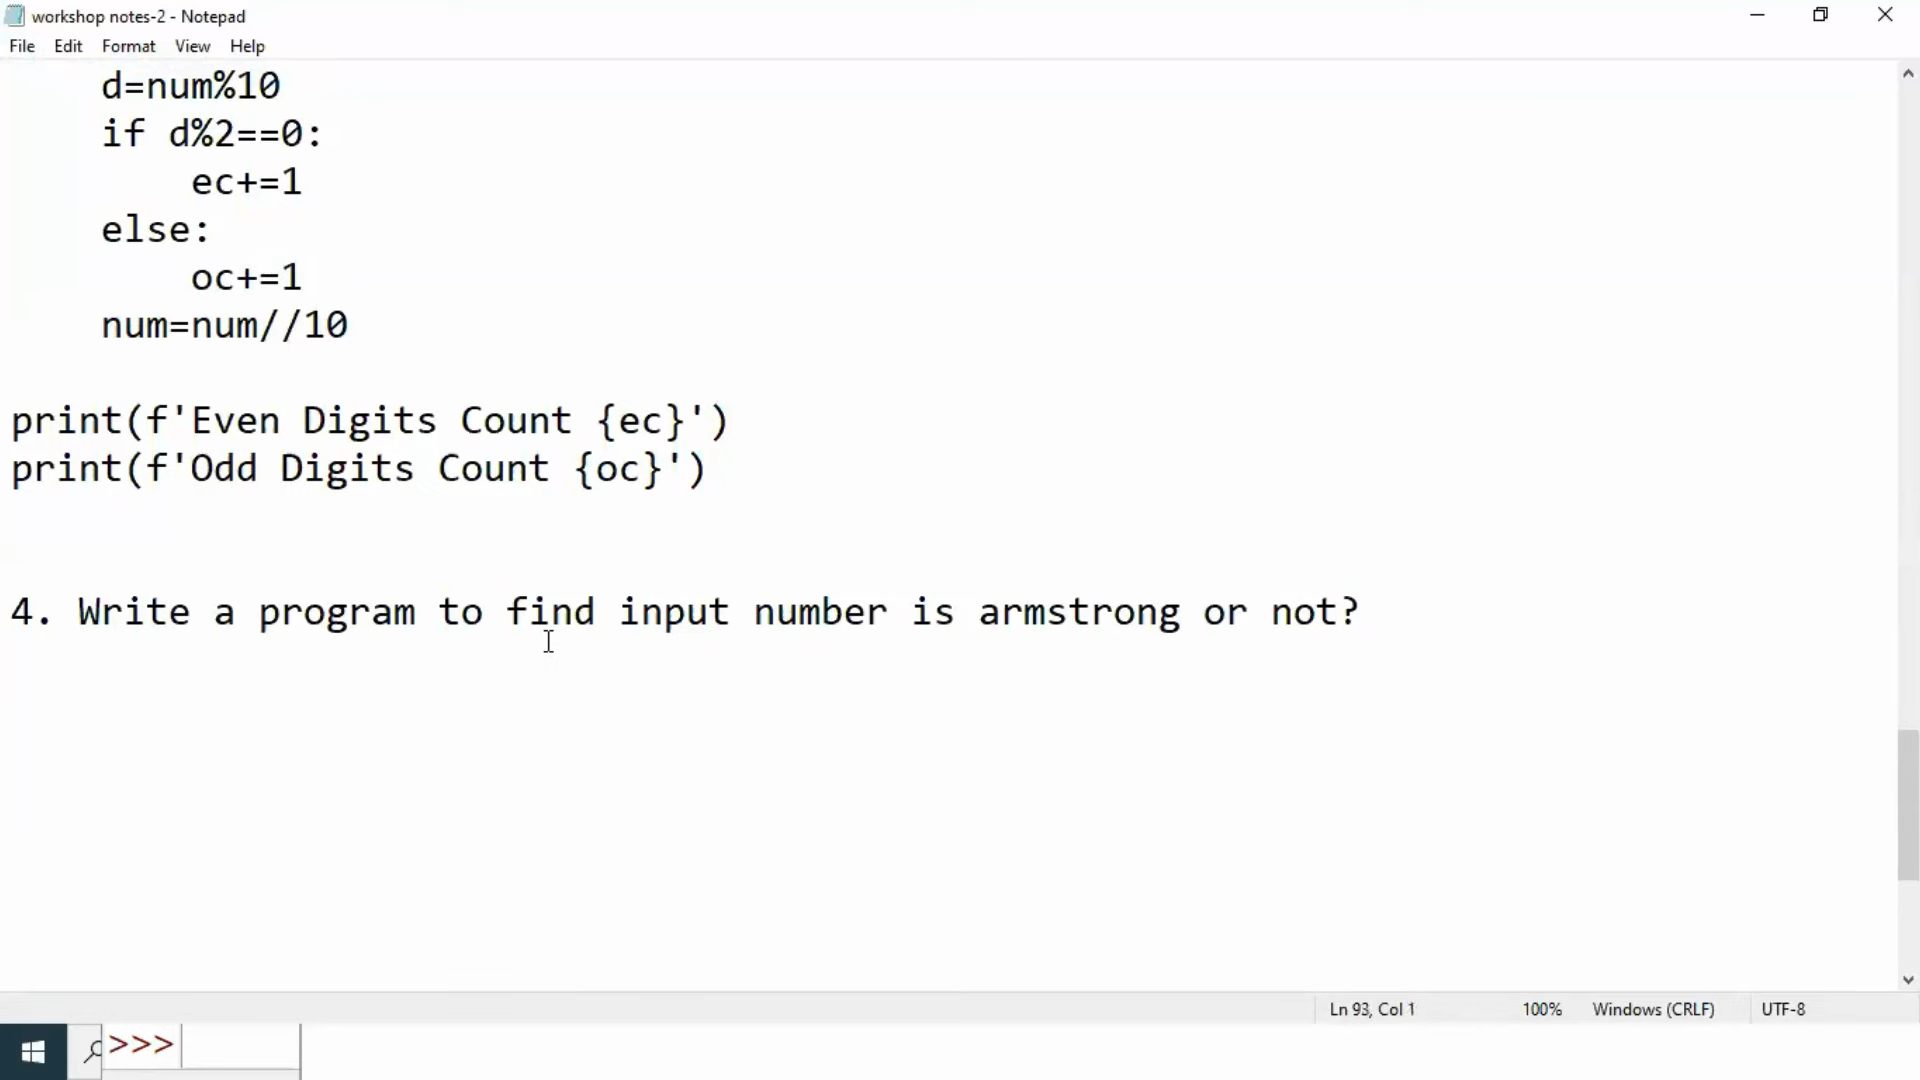 workshop notes-2 - Notepad
File Edit Format View Help
d=num%10
if d%2==0:
ec+=1
else:
oc+=1
num=num//10
print(f'Even Digits Count {ec}')
print(f'Odd Digits Count {oc}')
4. Write a program to find input number is armstrong or not?
Ln 93, Col 1 100% Windows (CRLF) UTF-8
>>>